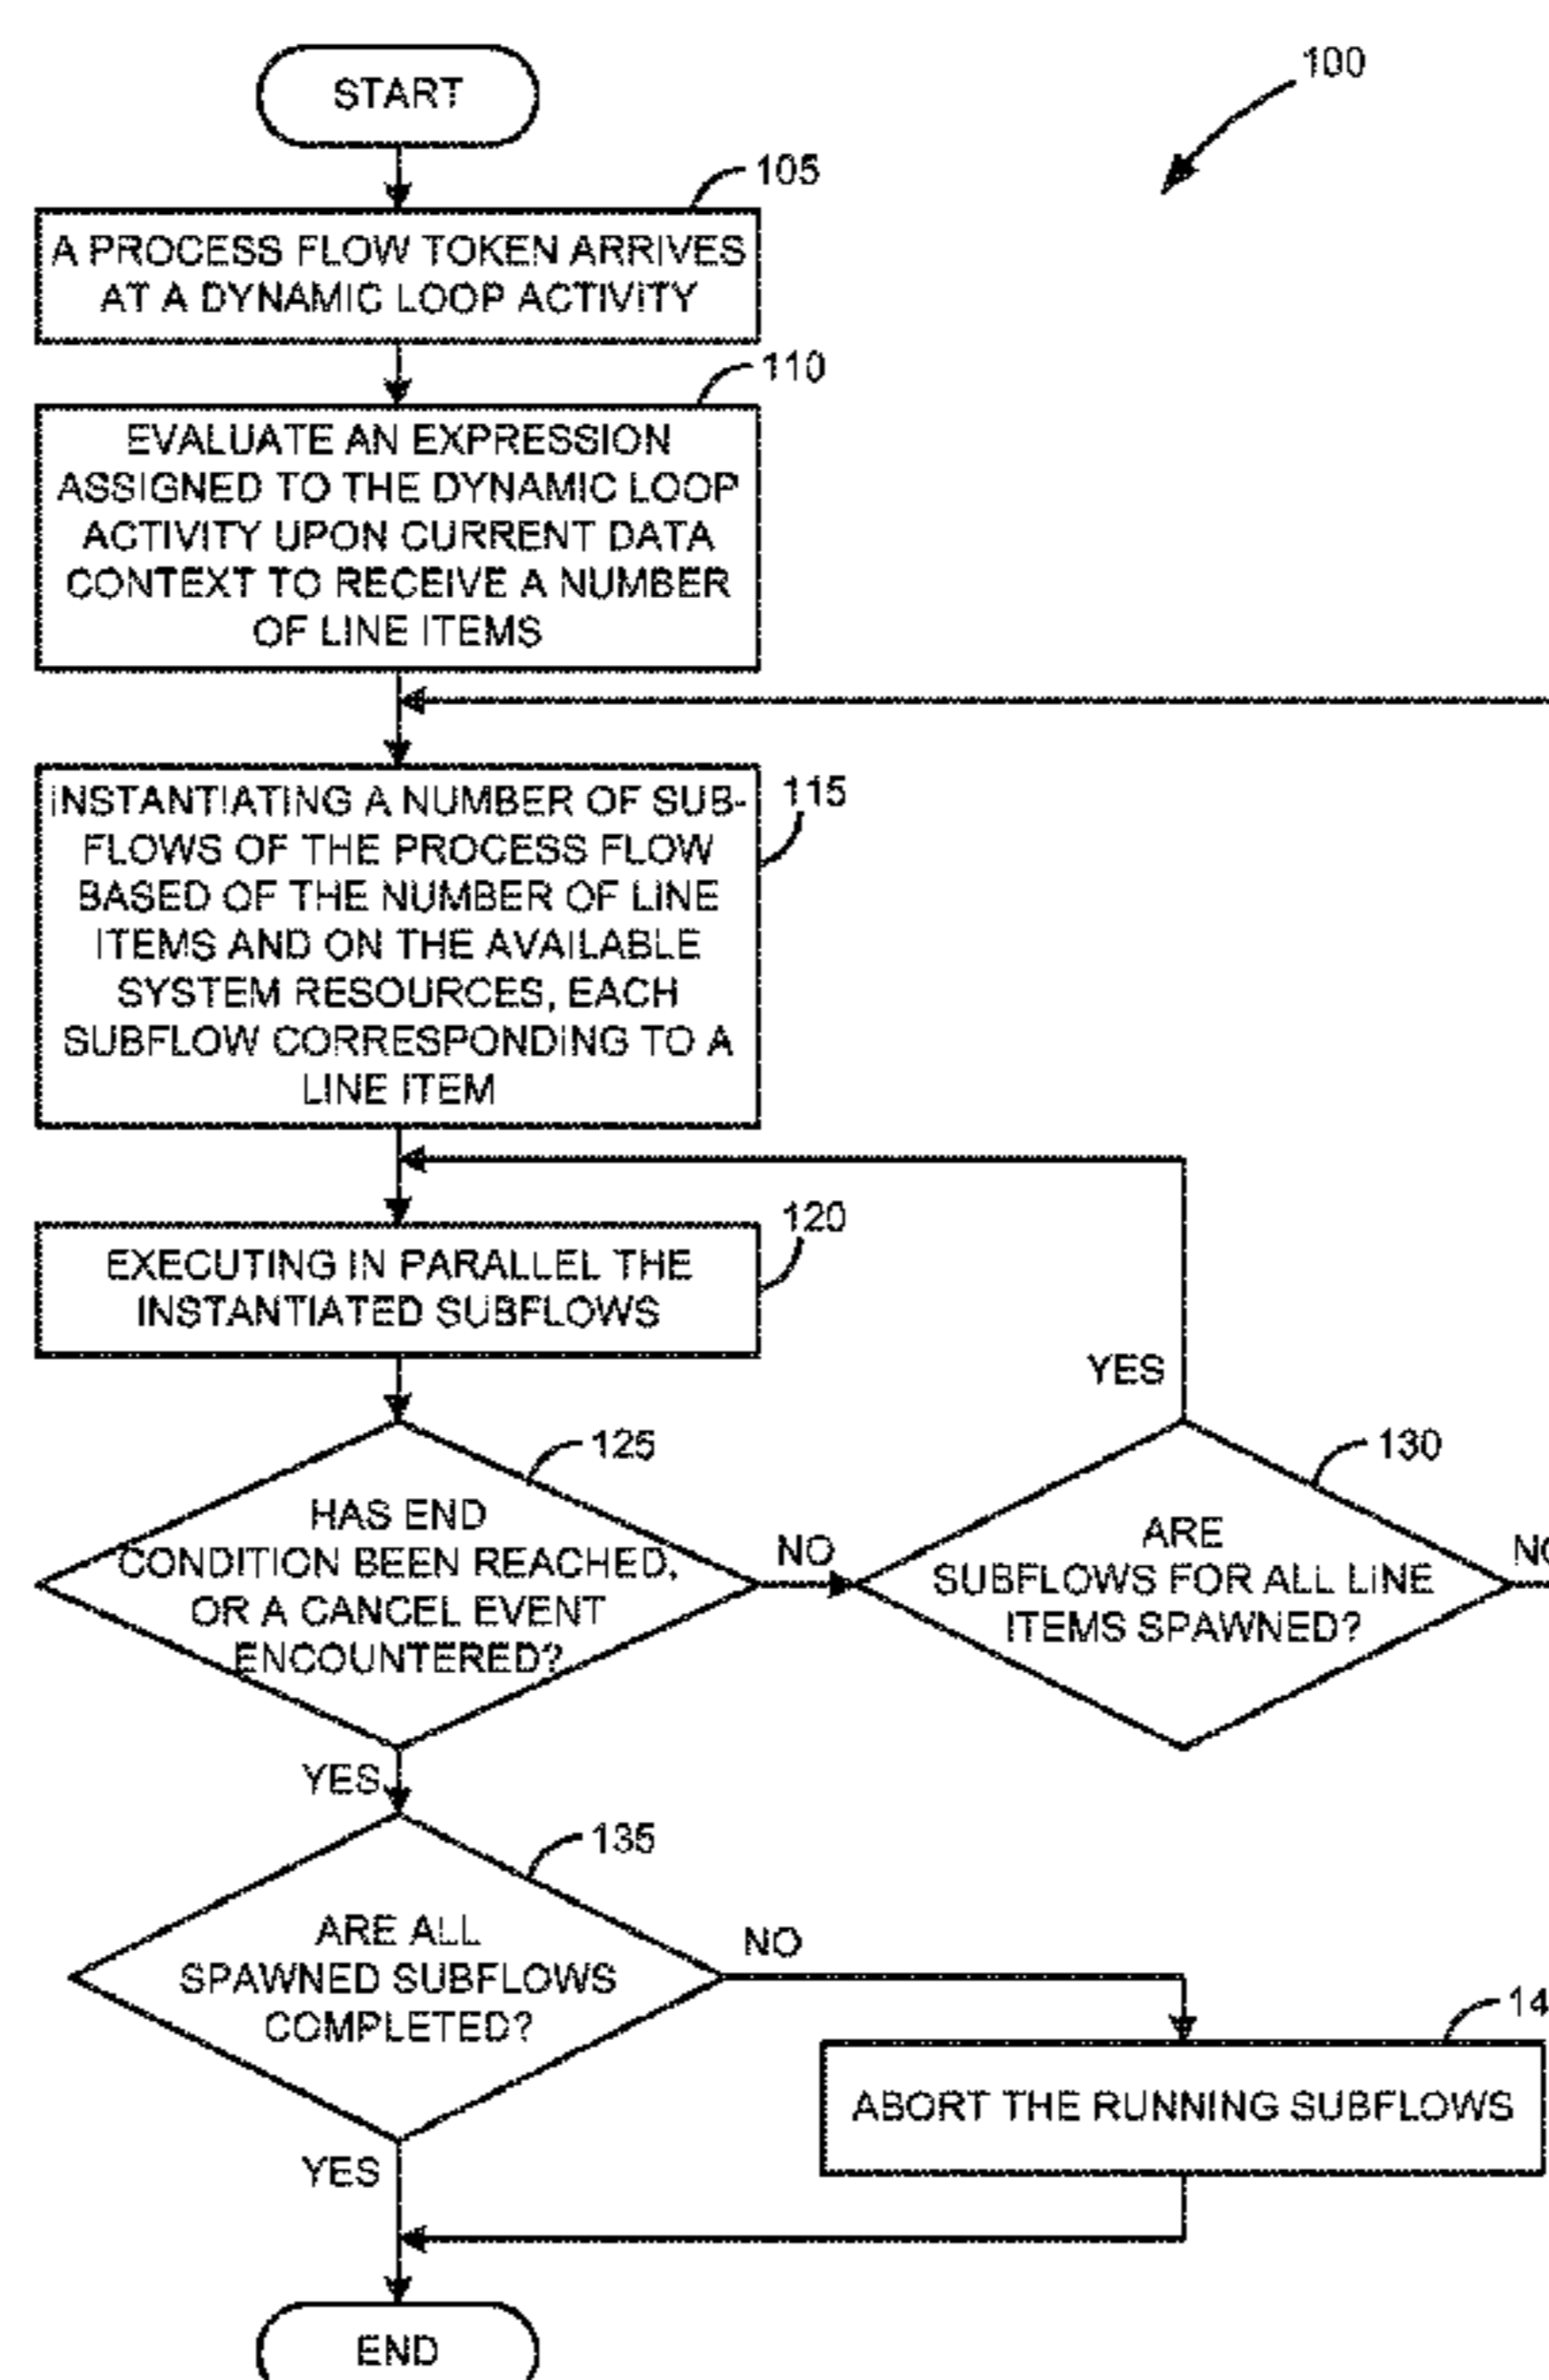 START
100
105
A PROCESS FLOW TOKEN ARRIVES
AT A DYNAMIC LOOP ACTIVITY
110
EVALUATE AN EXPRESSION
ASSIGNED TO THE DYNAMIC LOOP
ACTIVITY UPON CURRENT DATA
CONTEXT TO RECEIVE A NUMBER
OF LINE ITEMS
115
INSTANTIATING A NUMBER OF SUB-
FLOWS OF THE PROCESS FLOW
BASED OF THE NUMBER OF LINE
ITEMS AND ON THE AVAILABLE
SYSTEM RESOURCES, EACH
SUBFLOW CORRESPONDING TO A
LINE ITEM
120
EXECUTING IN PARALLEL THE
INSTANTIATED SUBFLOWS
YES
125
HAS END
CONDITION BEEN REACHED,
OR A CANCEL EVENT
ENCOUNTERED?
NO
130
ARE
SUBFLOWS FOR ALL LINE
ITEMS SPAWNED?
YES
135
ARE ALL
SPAWNED SUBFLOWS
COMPLETED?
NO
14
ABORT THE RUNNING SUBFLOWS
YES
END